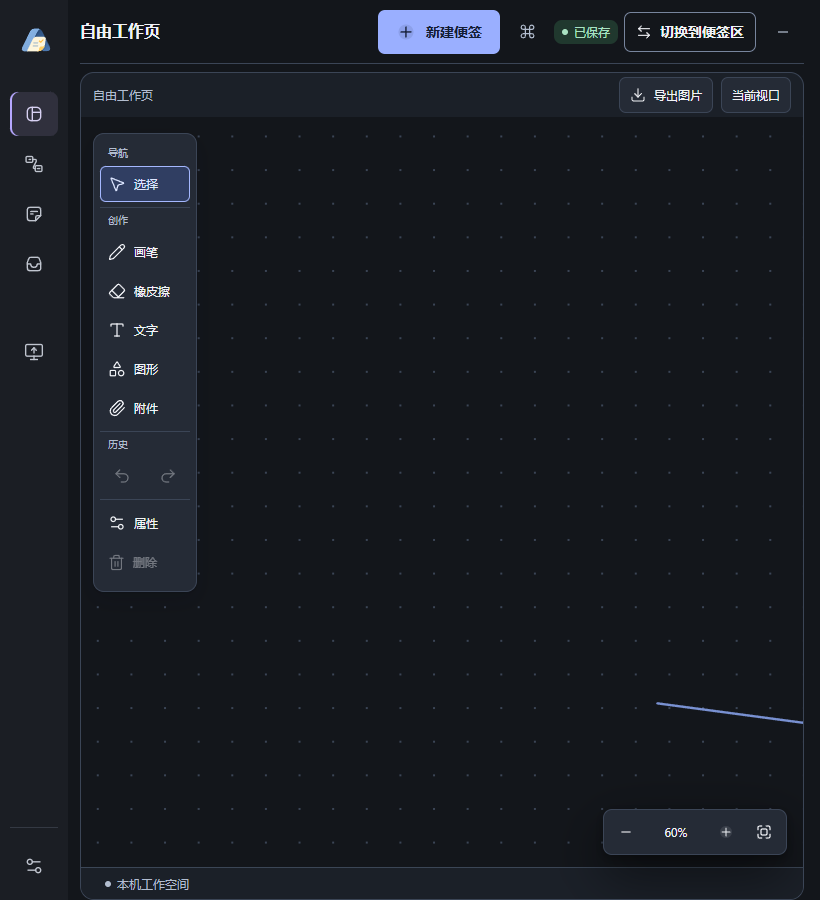 自由工作页
新建便签
已保存
切换到便签区
自由工作页
导出图片
当前视口
导航
选择
创作
画笔
橡皮擦
文字
图形
附件
历史
属性
删除
60%
本机工作空间